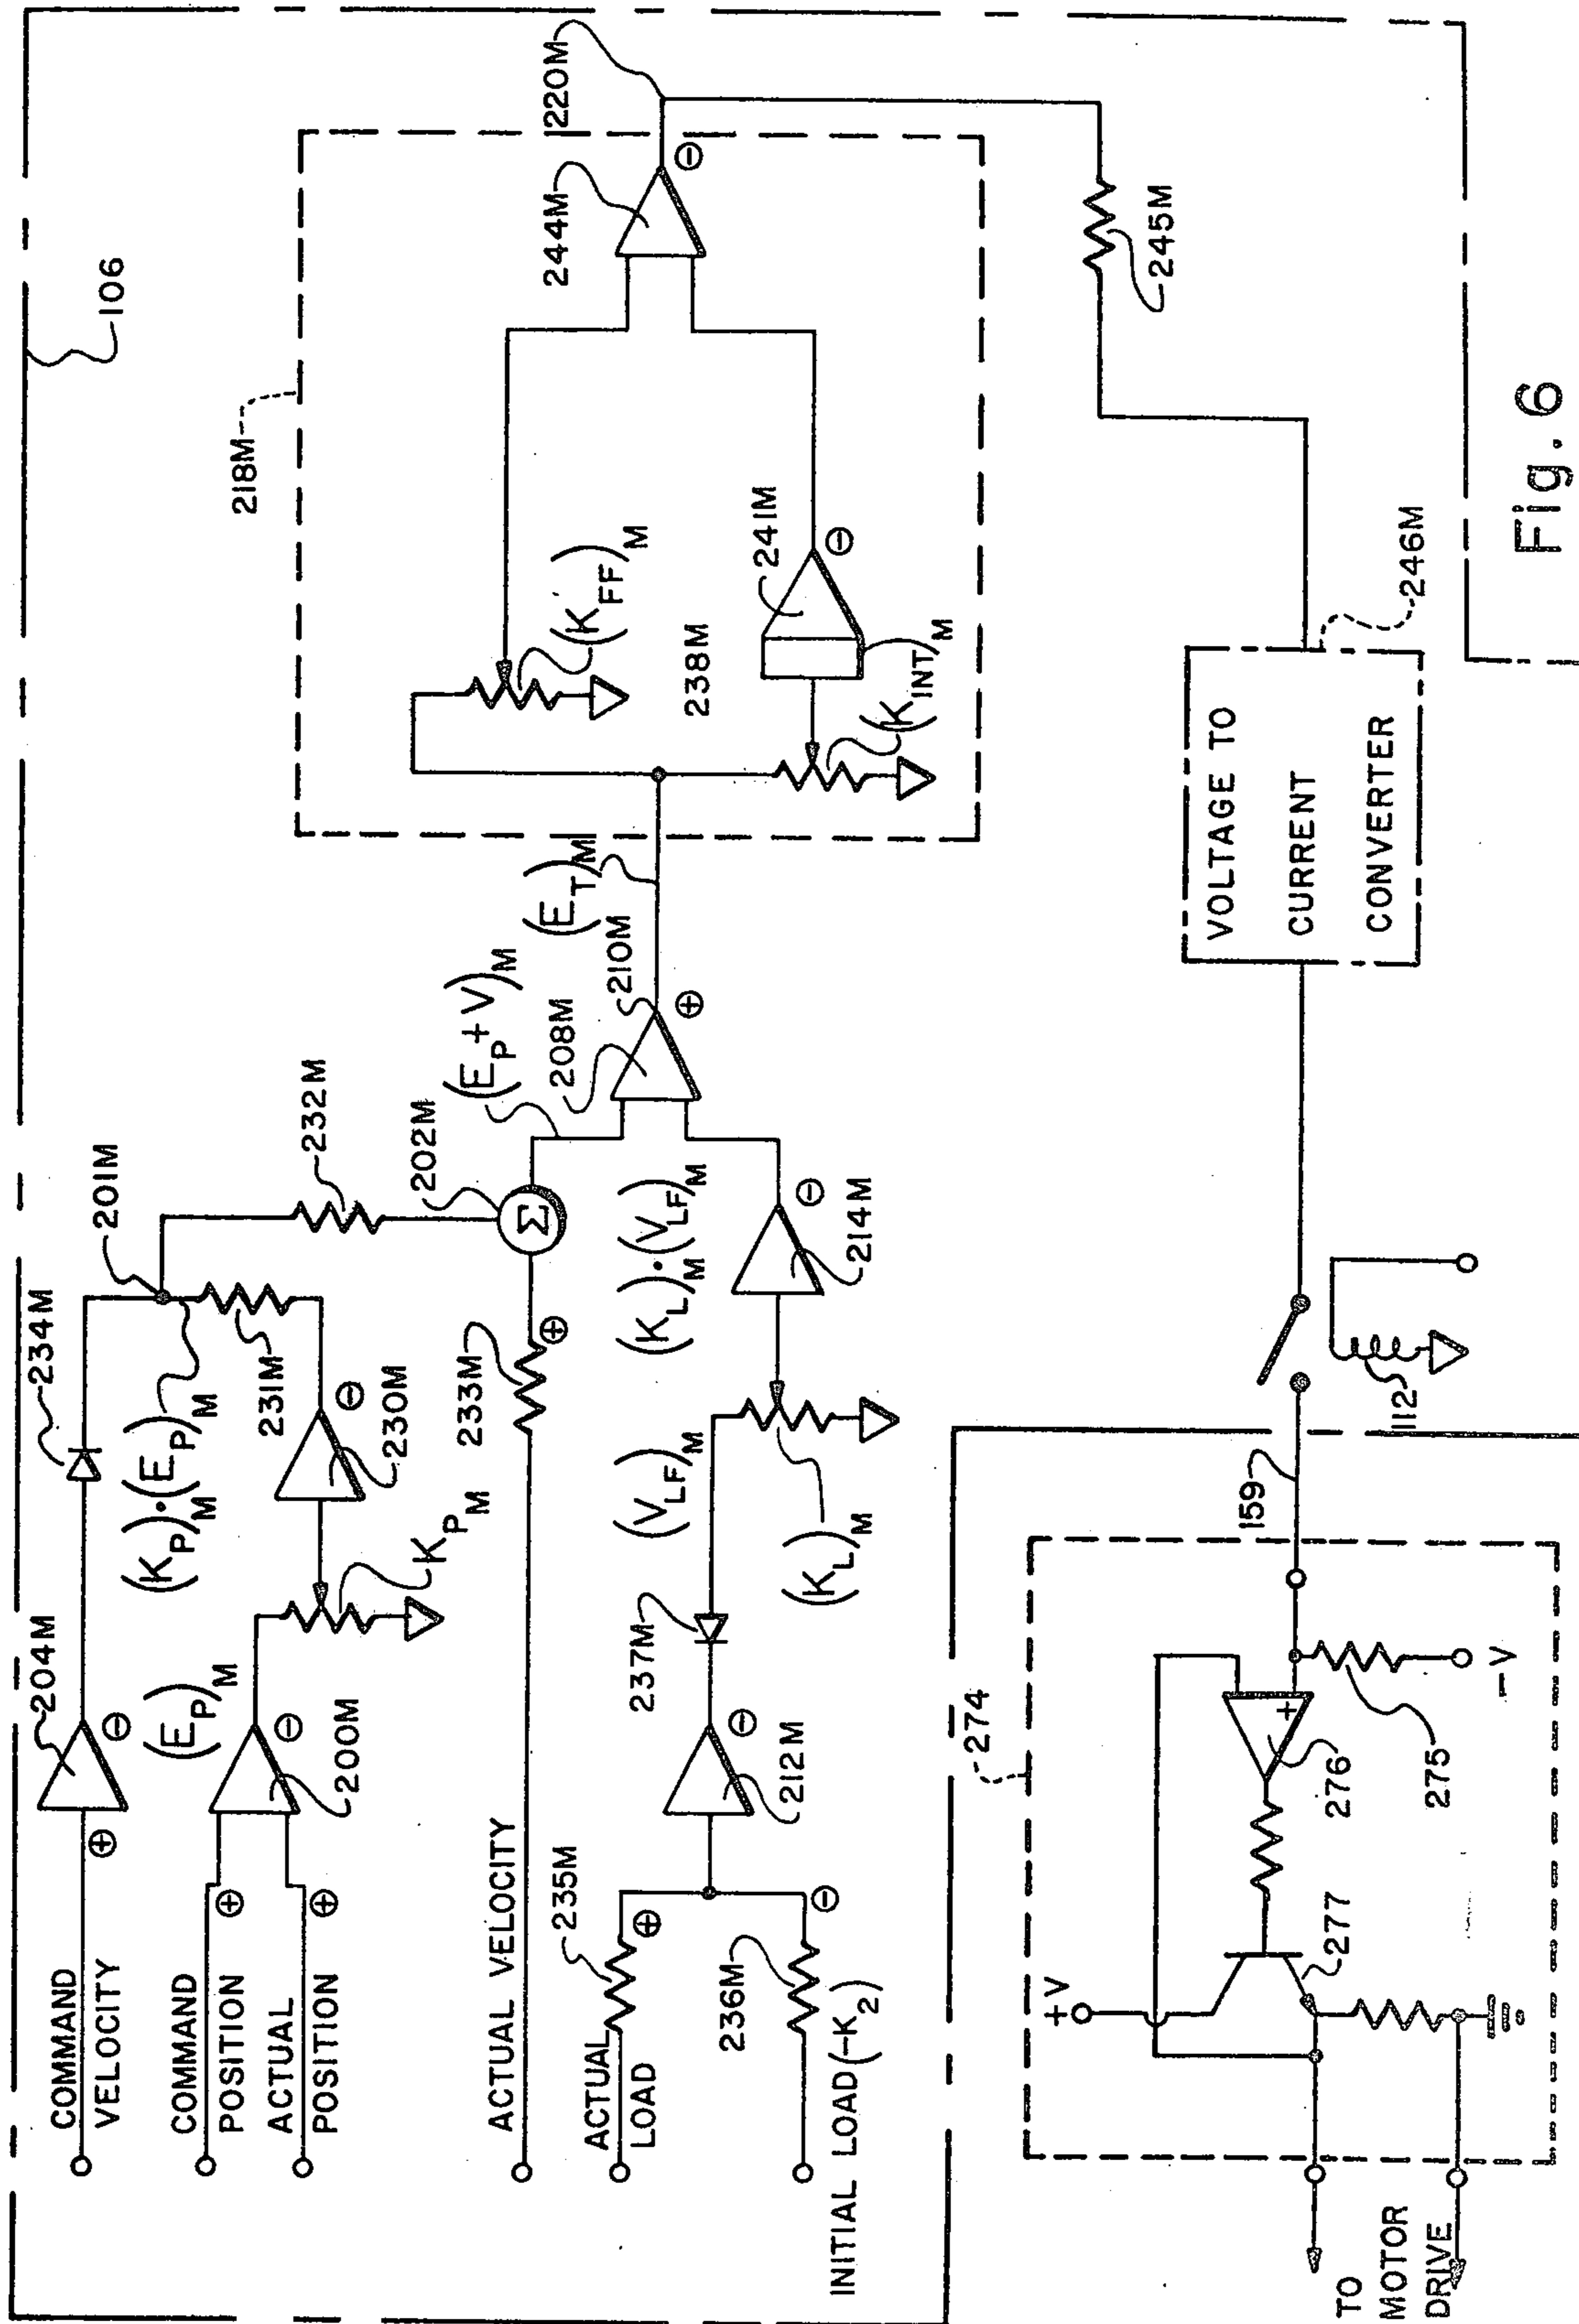 106
COMMAND
VELOCITY
⊕
204M
⊖
234M
201M
COMMAND
POSITION
⊕
ACTUAL
POSITION
⊕
(E_P)_M
⊖
200M
K_P_M
(K_P)_M·(E_P)_M
231M
⊖
230M
232M
202M
Σ
ACTUAL VELOCITY
233M
⊕
(E_P+V)_M
208M
210M
⊕
(E_T)_M
ACTUAL
LOAD
235M
⊕
236M
⊖
INITIAL LOAD(-K_2)
⊖
212M
237M
(V_LF)_M
(K_L)_M
(K_L)_M·(V_LF)_M
⊖
214M
218M
(K_FF)_M
238M
(K_INT)_M
241M
⊖
244M
⊖
220M
245M
246M
VOLTAGE TO
CURRENT
CONVERTER
112
159
274
+V
277
276
+
275
-V
TO
MOTOR
DRIVE
Fig. 6